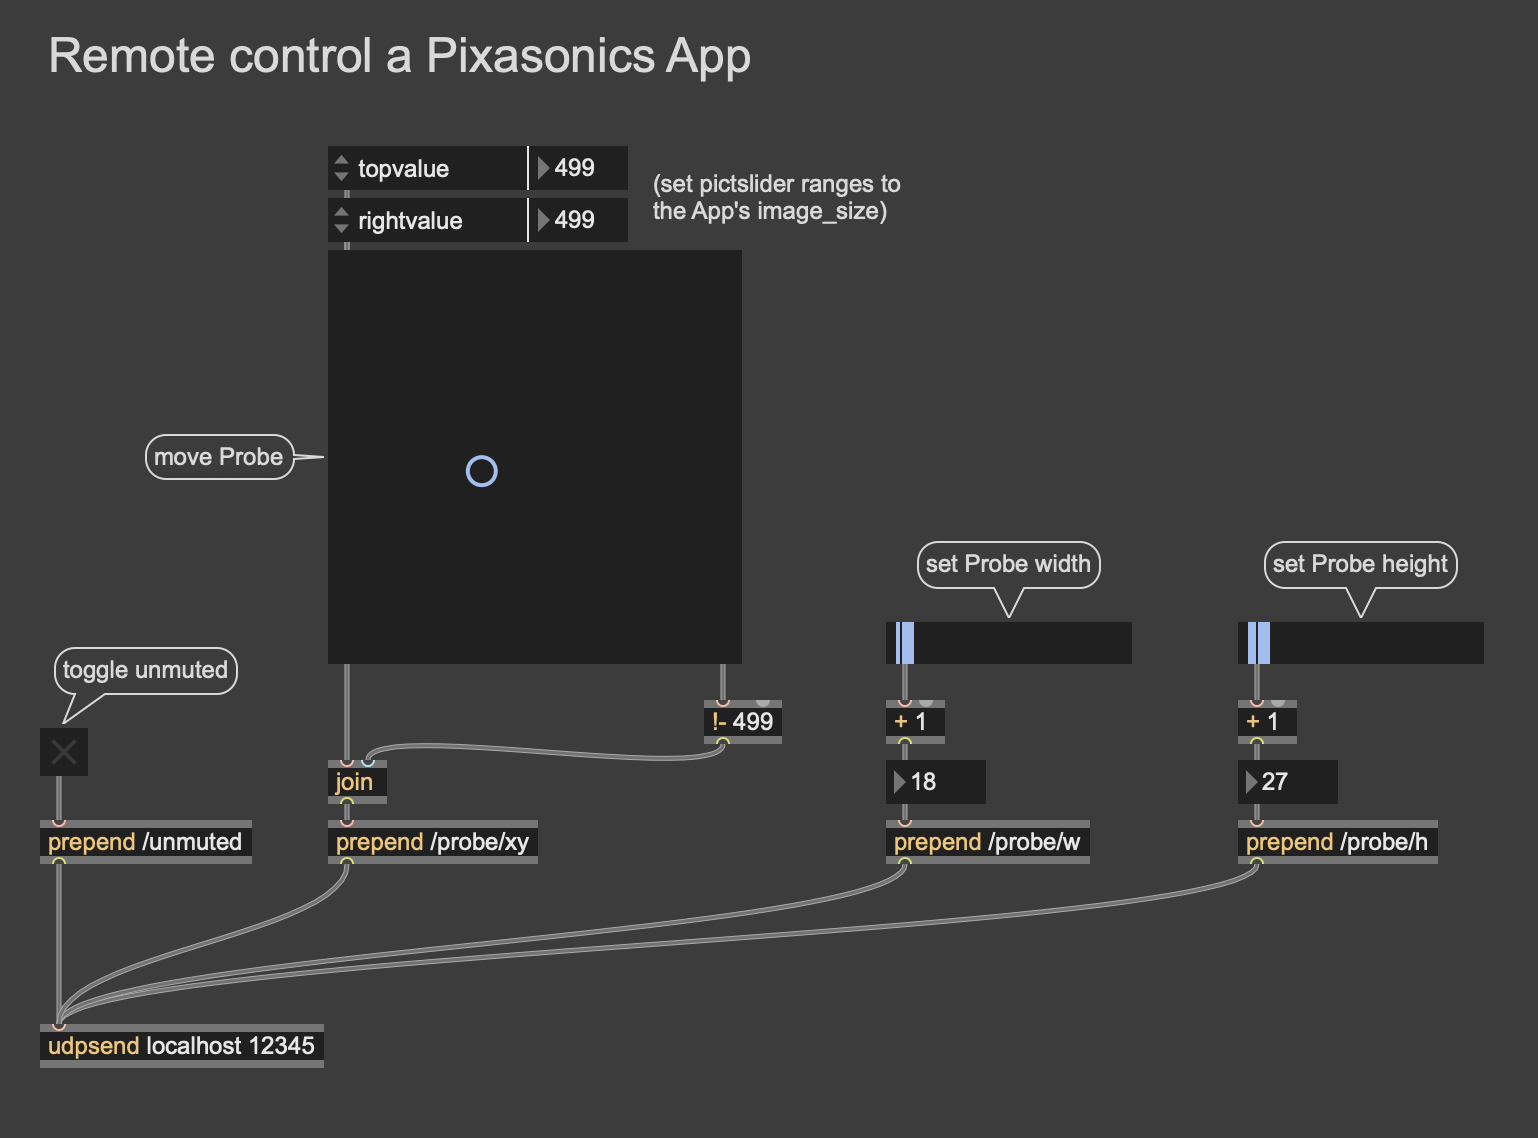 Remote control a Pixasonics App
topvalue
499
rightvalue
499
(set pictslider ranges to
the App's image_size)
move Probe
set Probe width
set Probe height
toggle unmuted
!- 499
+ 1
+ 1
join
18
27
prepend /unmuted
prepend /probe/xy
prepend /probe/w
prepend /probe/h
udpsend localhost 12345